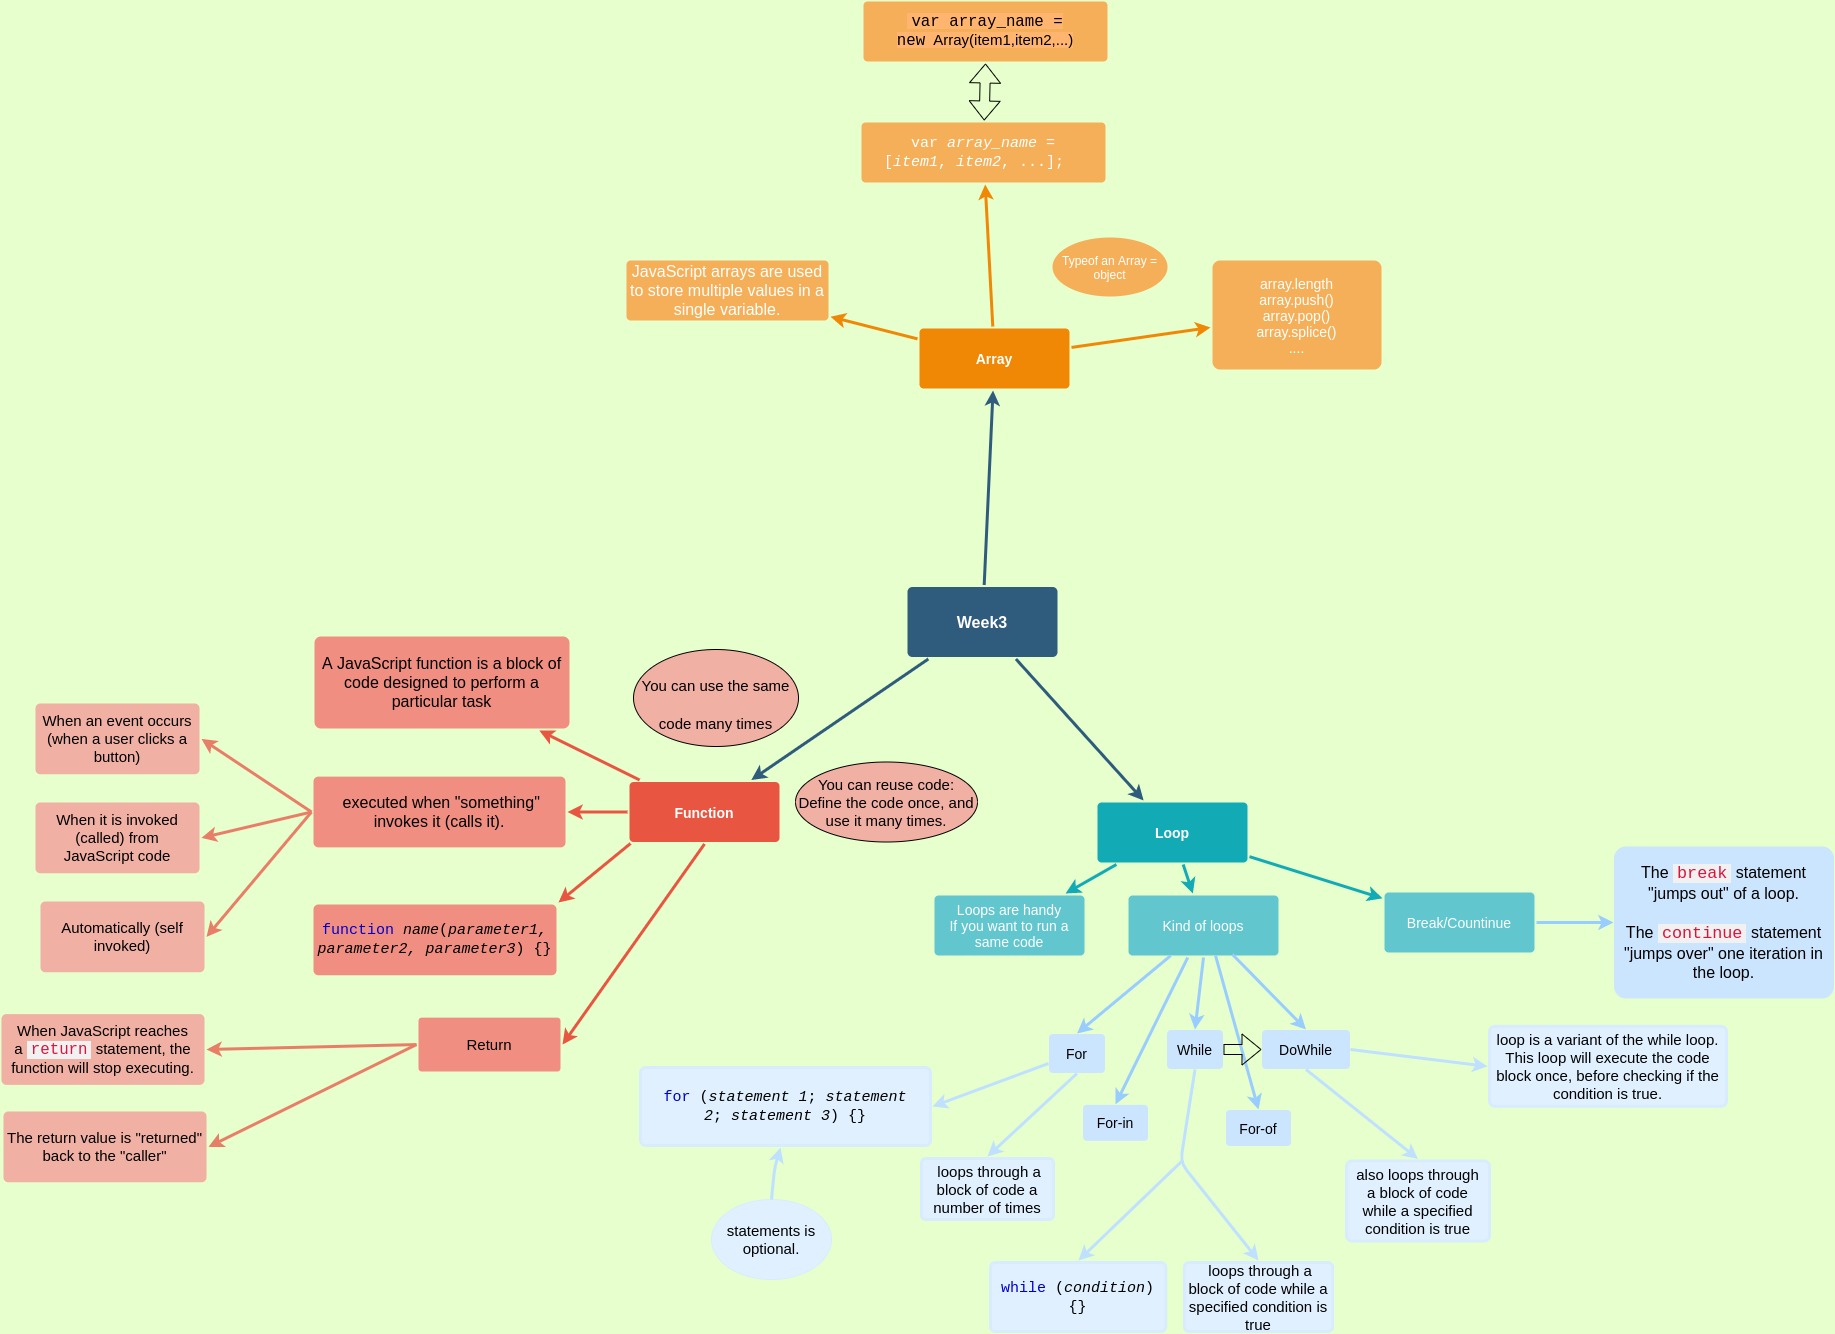 var array_name =
new Array(item1,item2,...)
var array_name =
[item1, item2, ...];
JavaScript arrays are used
to store multiple values in a
single variable.
Typeof an Array =
object
array.length
array.push()
array.pop()
array.splice()
....
Array
Week3
A JavaScript function is a block of
code designed to perform a
particular task
You can use the same
code many times
When an event occurs
(when a user clicks a
button)
executed when "something"
invokes it (calls it).
Function
You can reuse code:
Define the code once, and
use it many times.
When it is invoked
(called) from
JavaScript code
Automatically (self
invoked)
function name(parameter1,
parameter2, parameter3) {}
Return
When JavaScript reaches
a return statement, the
function will stop executing.
The return value is "returned"
back to the "caller"
Loop
Loops are handy
If you want to run a
same code
Kind of loops
Break/Countinue
The break statement
"jumps out" of a loop.
The continue statement
"jumps over" one iteration in
the loop.
For
While
DoWhile
For-in
For-of
loop is a variant of the while loop.
This loop will execute the code
block once, before checking if the
condition is true.
for (statement 1; statement
2; statement 3) {}
loops through a
block of code a
number of times
also loops through
a block of code
while a specified
condition is true
statements is
optional.
while (condition)
{}
loops through a
block of code while a
specified condition is
true